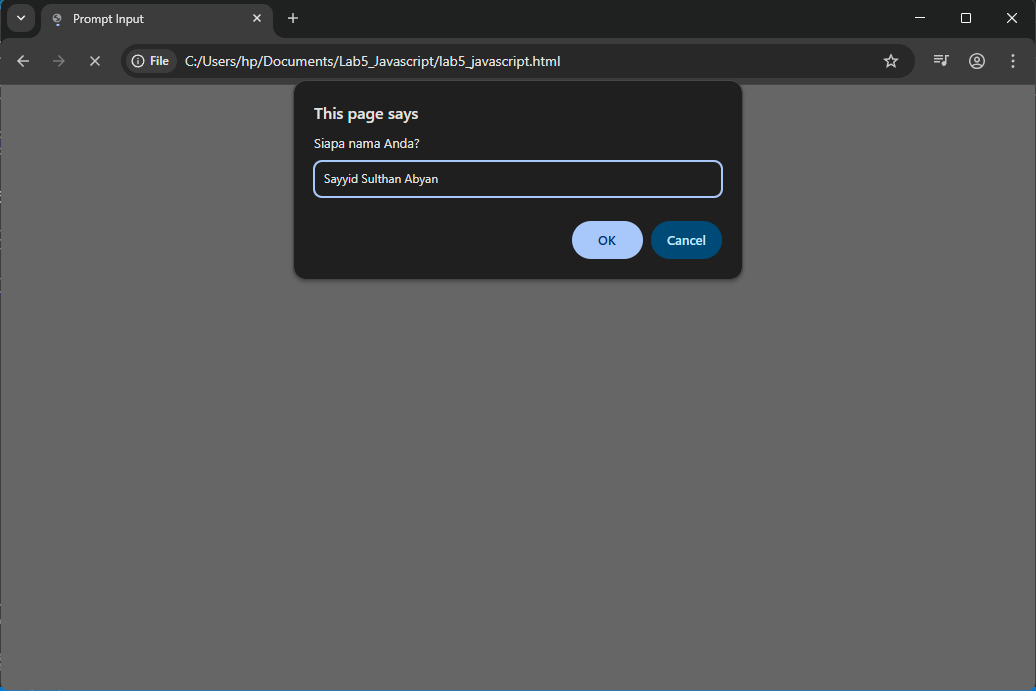 Prompt Input
File C:/Users/hp/Documents/Lab5_Javascript/lab5_javascript.html
This page says
Siapa nama Anda?
Sayyid Sulthan Abyan
OK Cancel